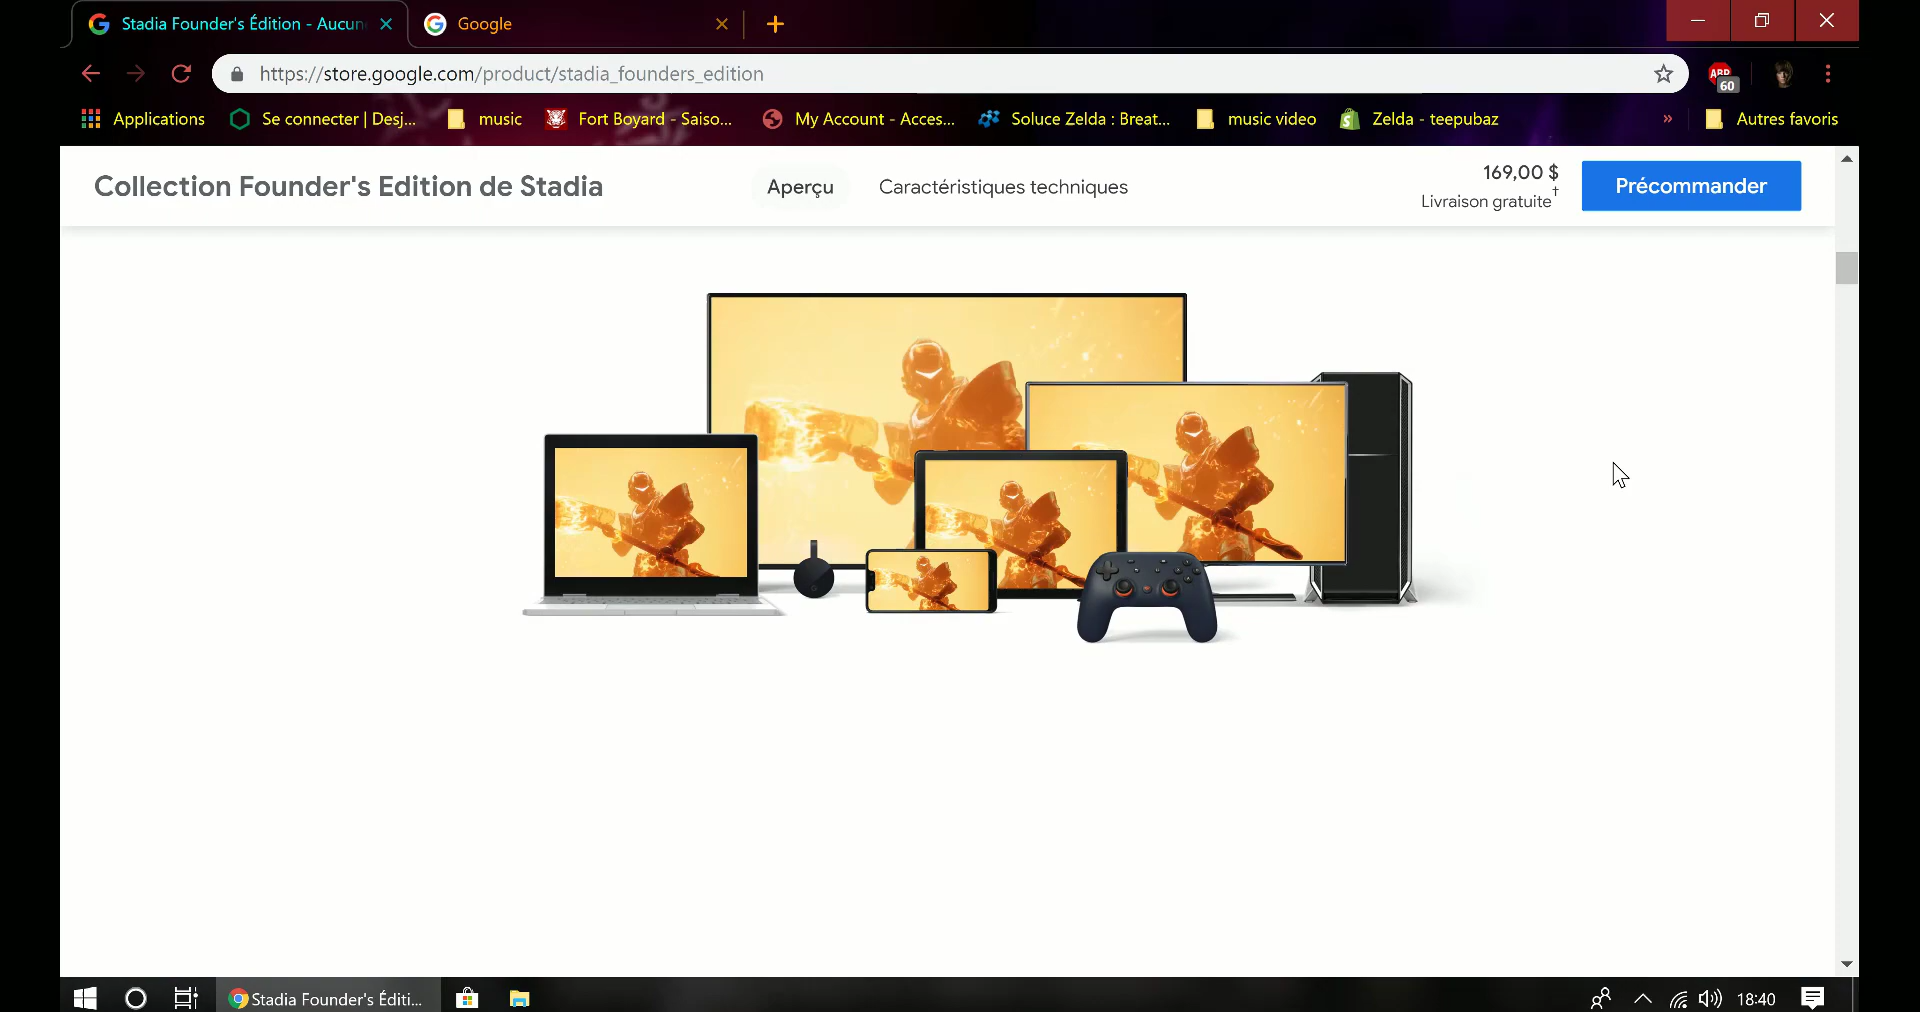 Stadia Founder's Édition - Aucun
Google
https://store.google.com/product/stadia_founders_edition
ABP
60
Applications
Se connecter | Desj...
music
Fort Boyard - Saiso...
My Account - Acces...
Soluce Zelda : Breat...
music video
Zelda - teepubaz
»
Autres favoris
Collection Founder's Edition de Stadia
Aperçu
Caractéristiques techniques
169,00 $
Livraison gratuite†
Précommander
Stadia Founder's Éditi...
18:40